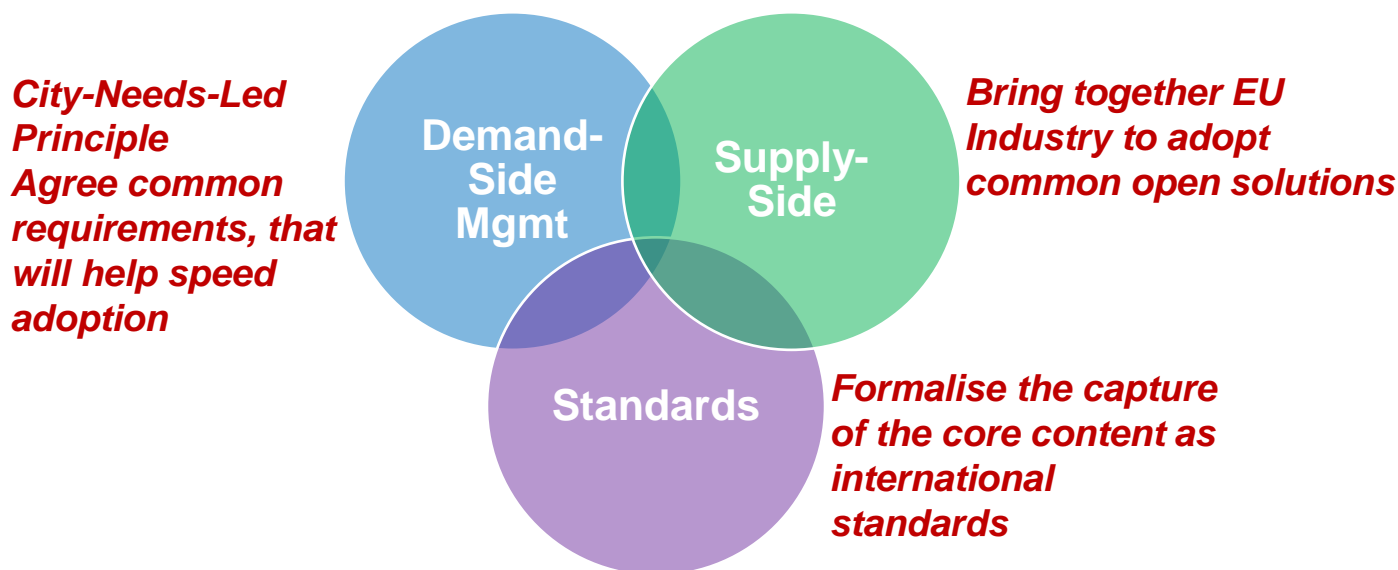 City-Needs-Led
Principle
Agree common
requirements, that
will help speed
adoption
Demand-
Side
Mgmt
Supply-
Side
Bring together EU
Industry to adopt
common open solutions
Standards
Formalise the capture
of the core content as
international
standards